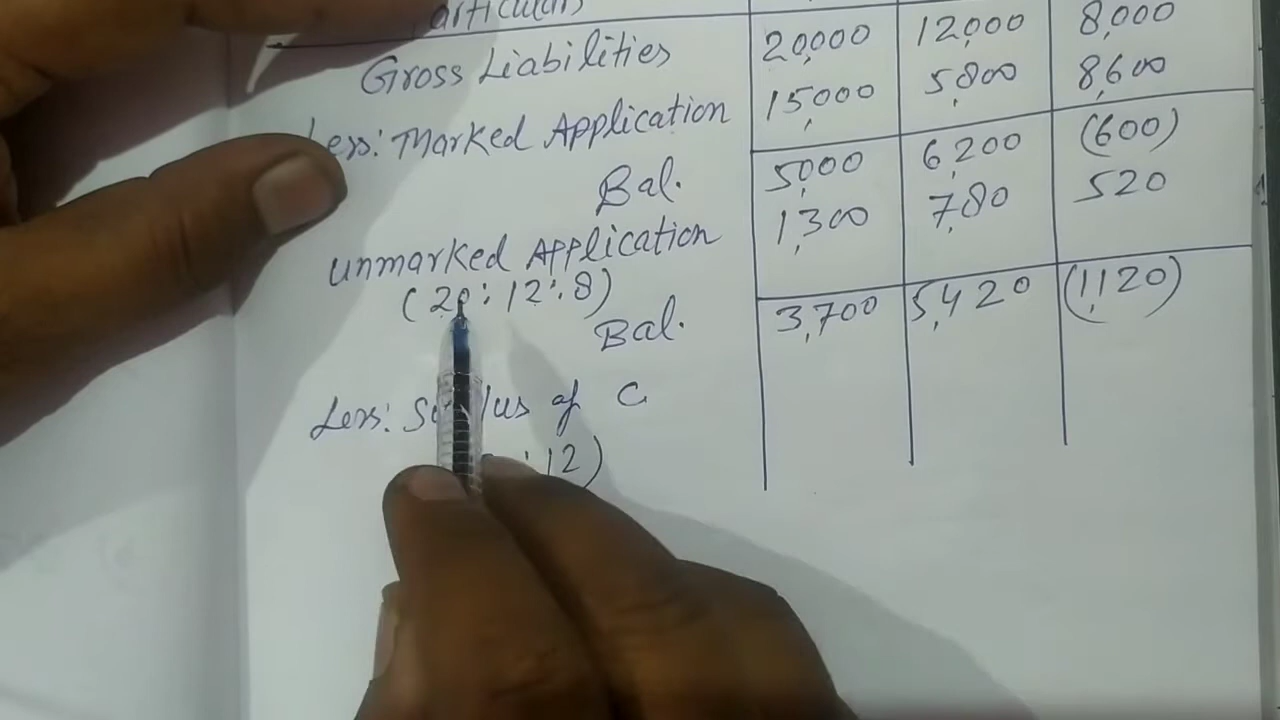 Gross Liabilities 20,000 12,000 8,000
Less: Marked Application 15,000 5,800 8,600
Bal. 5,000 6,200 (600)
unmarked Application 1,300 7,80 520
(20:12:8)
Bal. 3,700 5,420 (1,120)
Less: of C
:12)